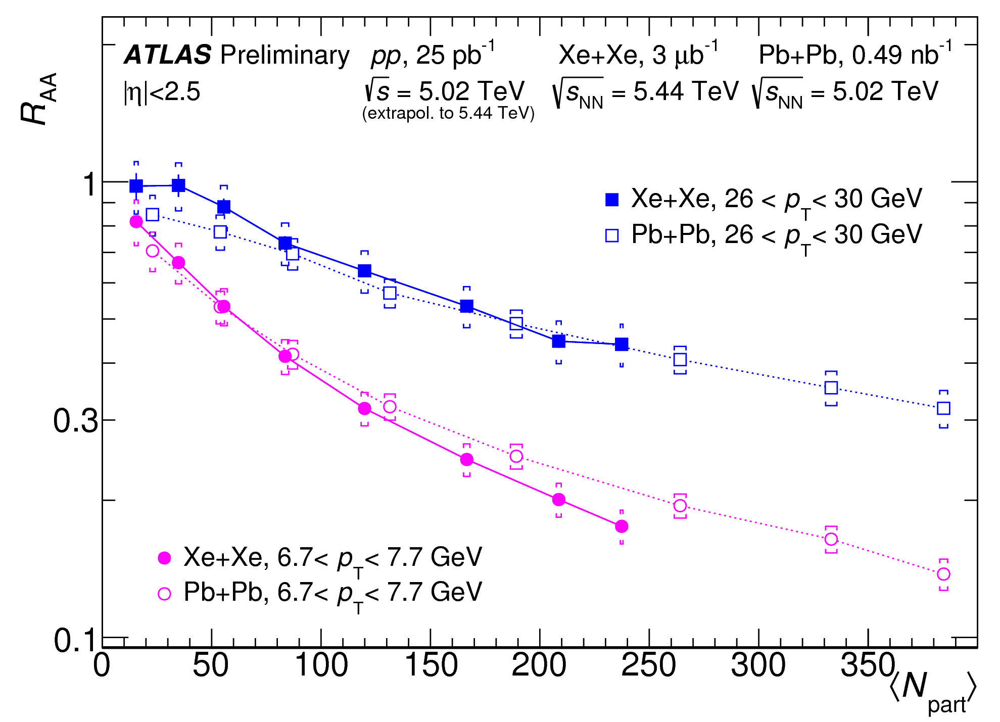 ATLAS Preliminary pp, 25 pb⁻¹ Xe+Xe, 3 μb⁻¹ Pb+Pb, 0.49 nb⁻¹
|η|<2.5 √s = 5.02 TeV √sNN = 5.44 TeV √sNN = 5.02 TeV
(extrapol. to 5.44 TeV)
RAA
1
0.3
0.1
Xe+Xe, 26 < pT< 30 GeV
Pb+Pb, 26 < pT< 30 GeV
Xe+Xe, 6.7< pT< 7.7 GeV
Pb+Pb, 6.7< pT< 7.7 GeV
0 50 100 150 200 250 300 350
⟨Npart⟩